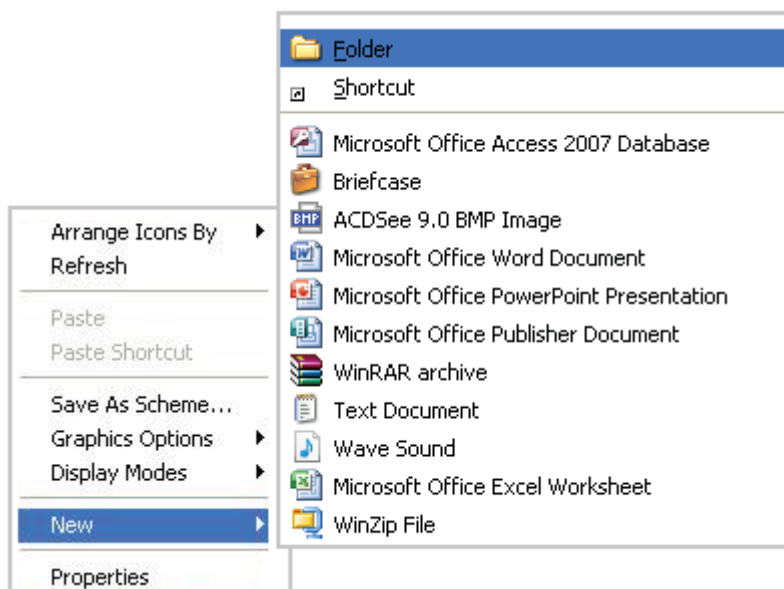 Arrange Icons By
Refresh
Paste
Paste Shortcut
Save As Scheme...
Graphics Options
Display Modes
New
Properties
Folder
Shortcut
Microsoft Office Access 2007 Database
Briefcase
BMP ACDSee 9.0 BMP Image
Microsoft Office Word Document
Microsoft Office PowerPoint Presentation
Microsoft Office Publisher Document
WinRAR archive
Text Document
Wave Sound
Microsoft Office Excel Worksheet
WinZip File